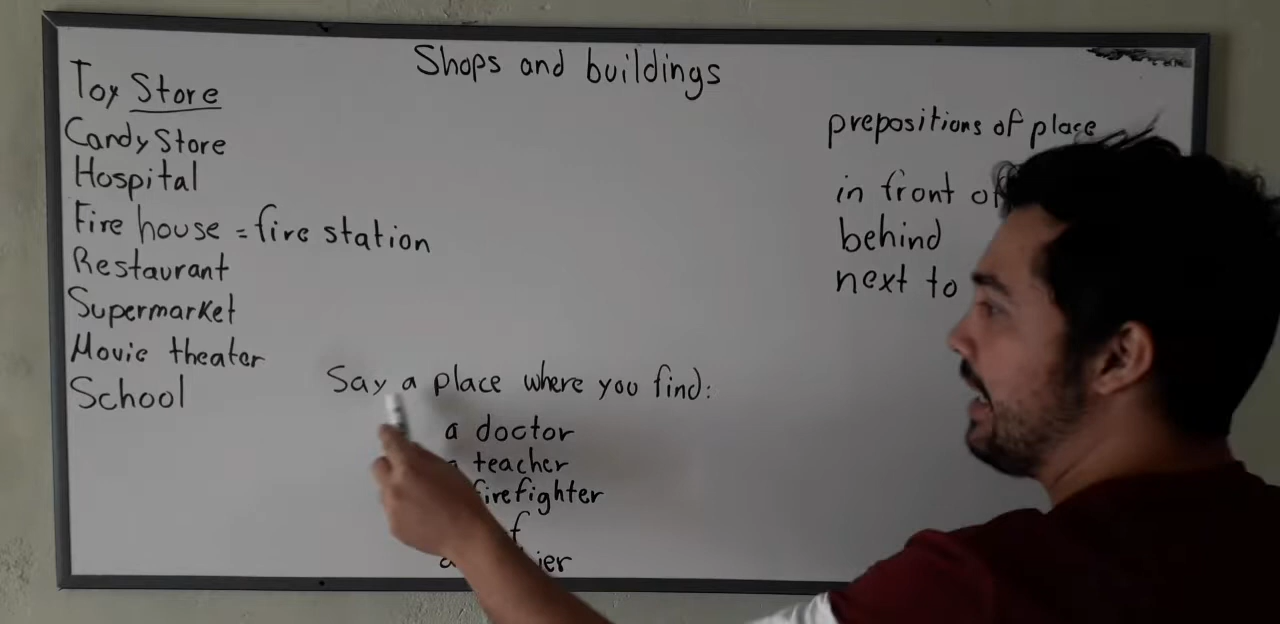 Shops and buildings
Toy Store
Candy Store
Hospital
Fire house = fire station
Restaurant
Supermarket
Movie theater
School
prepositions of place
in front of
behind
next to
Say a place where you find:
a doctor
teacher
firefighter
a